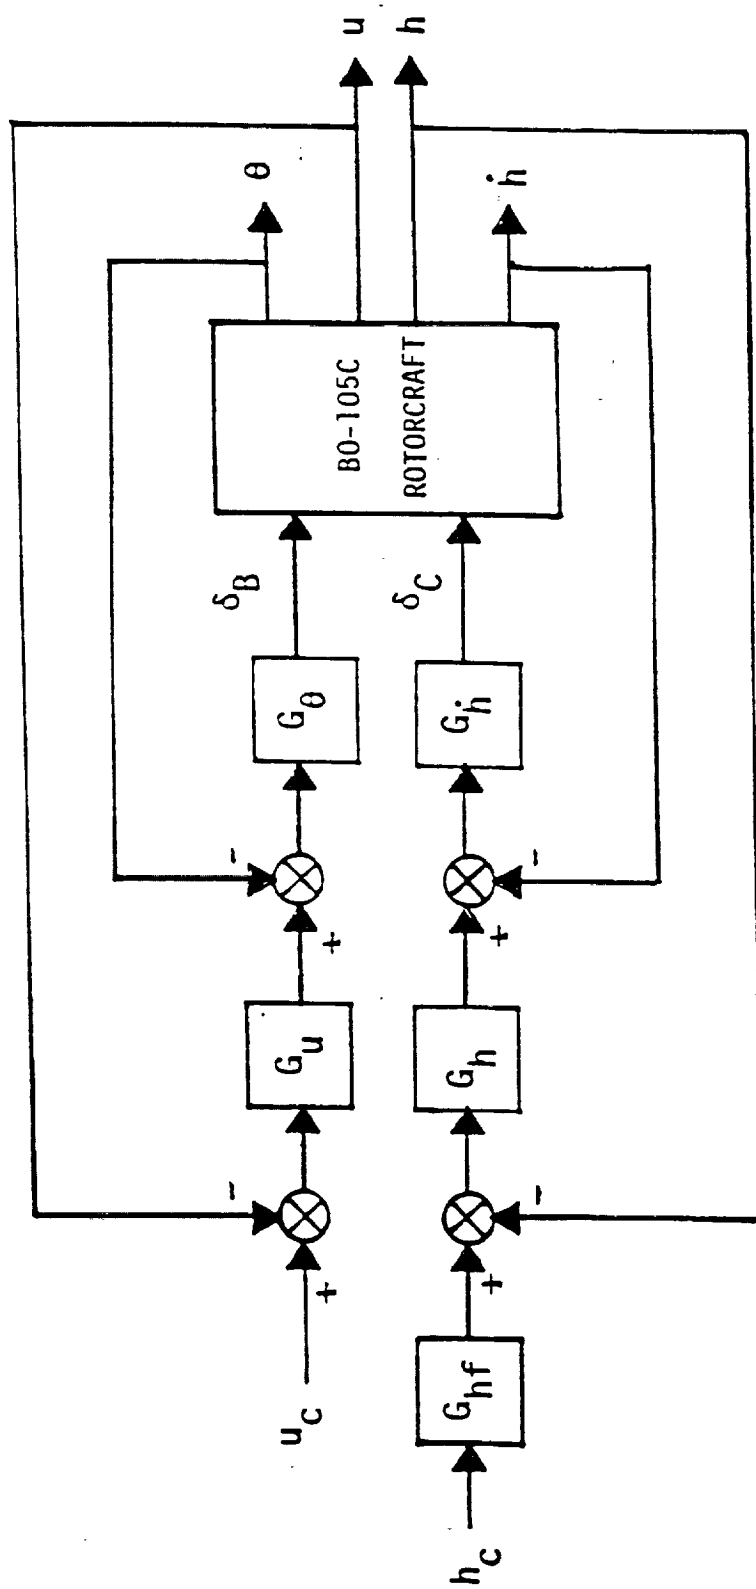 u
h
θ
ḣ
BO-105C
ROTORCRAFT
δB
δC
Gθ
Gḣ
-
-
+
+
Gu
Gh
-
-
+
+
Ghf
uc
hc